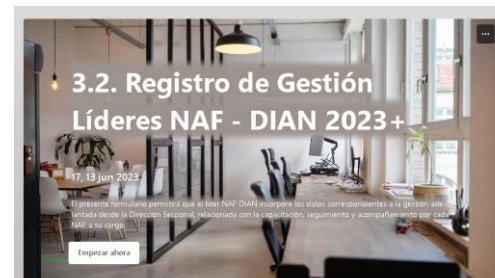 3.2. Registro de Gestión
Líderes NAF - DIAN 2023+
17, 13 jun 2023
El presente formulario permitirá que el líder NAF DIAN incorpore los datos correspondientes a la gestión ade-
lantada desde la Dirección Seccional, relacionada con la capacitación, seguimiento y acompañamiento por cada
NAF a su cargo.
Empezar ahora